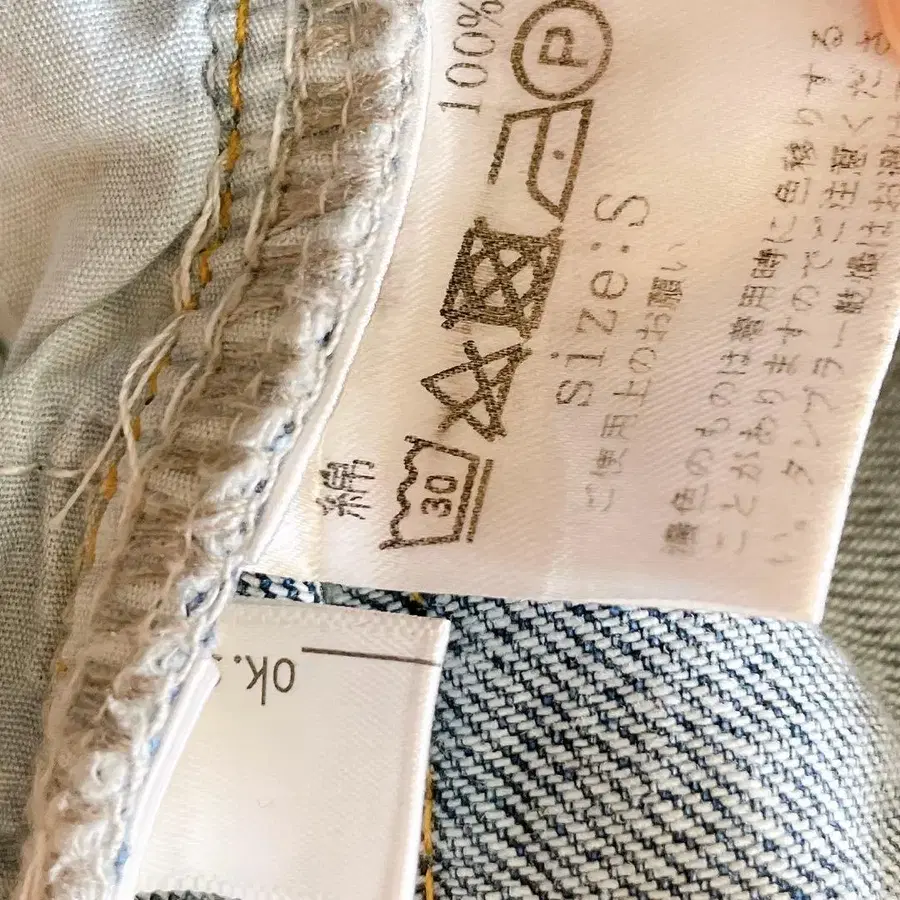 綿 100%
30 P
Size:S
ご使用上のお願い
濃色のものは着用時に色移りする
ことがありますのでご注意くださ
い。タンブラー乾燥はお避け
ok.